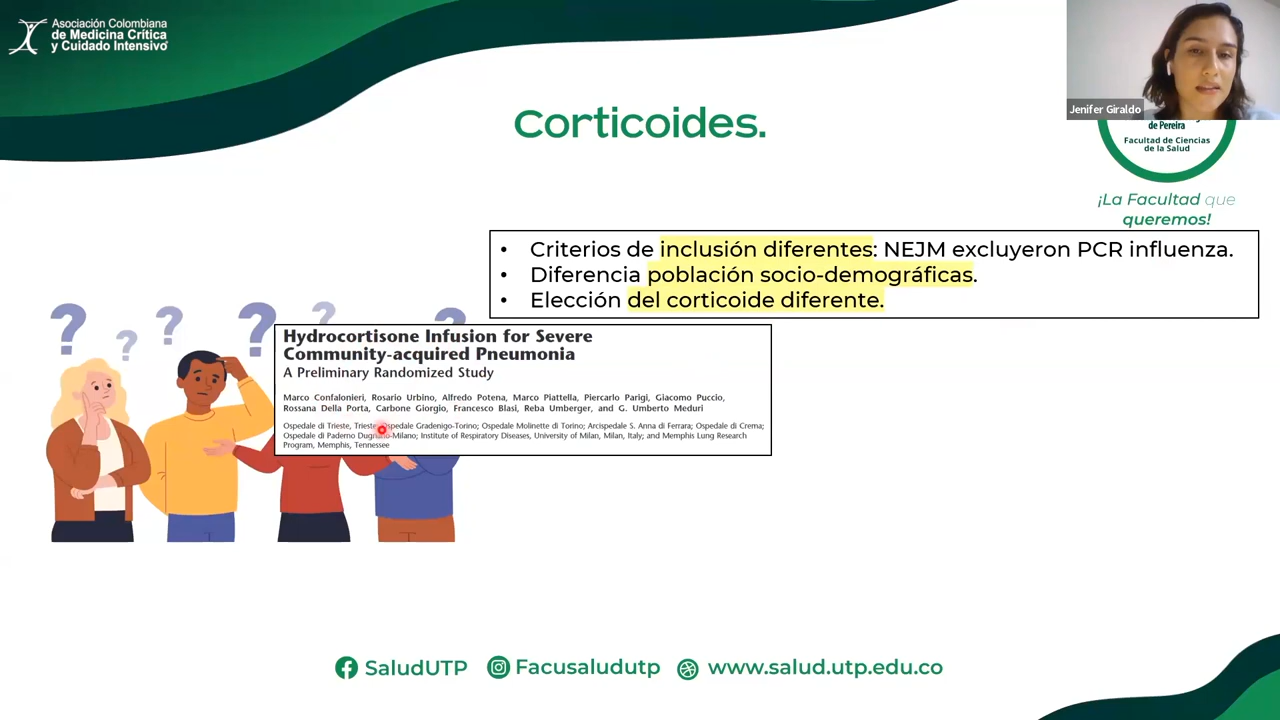 Asociación Colombiana
de Medicina Crítica
y Cuidado Intensivo
Jenifer Giraldo
Corticoides.
de Pereira
Facultad de Ciencias
de la Salud
¡La Facultad que
queremos!
• Criterios de inclusión diferentes: NEJM excluyeron PCR influenza.
• Diferencia población socio-demográficas.
• Elección del corticoide diferente.
? ? ? ? ? ?
Hydrocortisone Infusion for Severe
Community-acquired Pneumonia
A Preliminary Randomized Study
Marco Confalonieri, Rosario Urbino, Alfredo Potena, Marco Piattella, Piercarlo Parigi, Giacomo Puccio,
Rossana Della Porta, Carbone Giorgio, Francesco Blasi, Reba Umberger, and G. Umberto Meduri
Ospedale di Trieste, Trieste; Ospedale Gradenigo-Torino; Ospedale Molinette di Torino; Arcispedale S. Anna di Ferrara; Ospedale di Crema;
Ospedale di Paderno Dugnano-Milano; Institute of Respiratory Diseases, University of Milan, Milan, Italy; and Memphis Lung Research
Program, Memphis, Tennessee
SaludUTP Facusaludutp www.salud.utp.edu.co